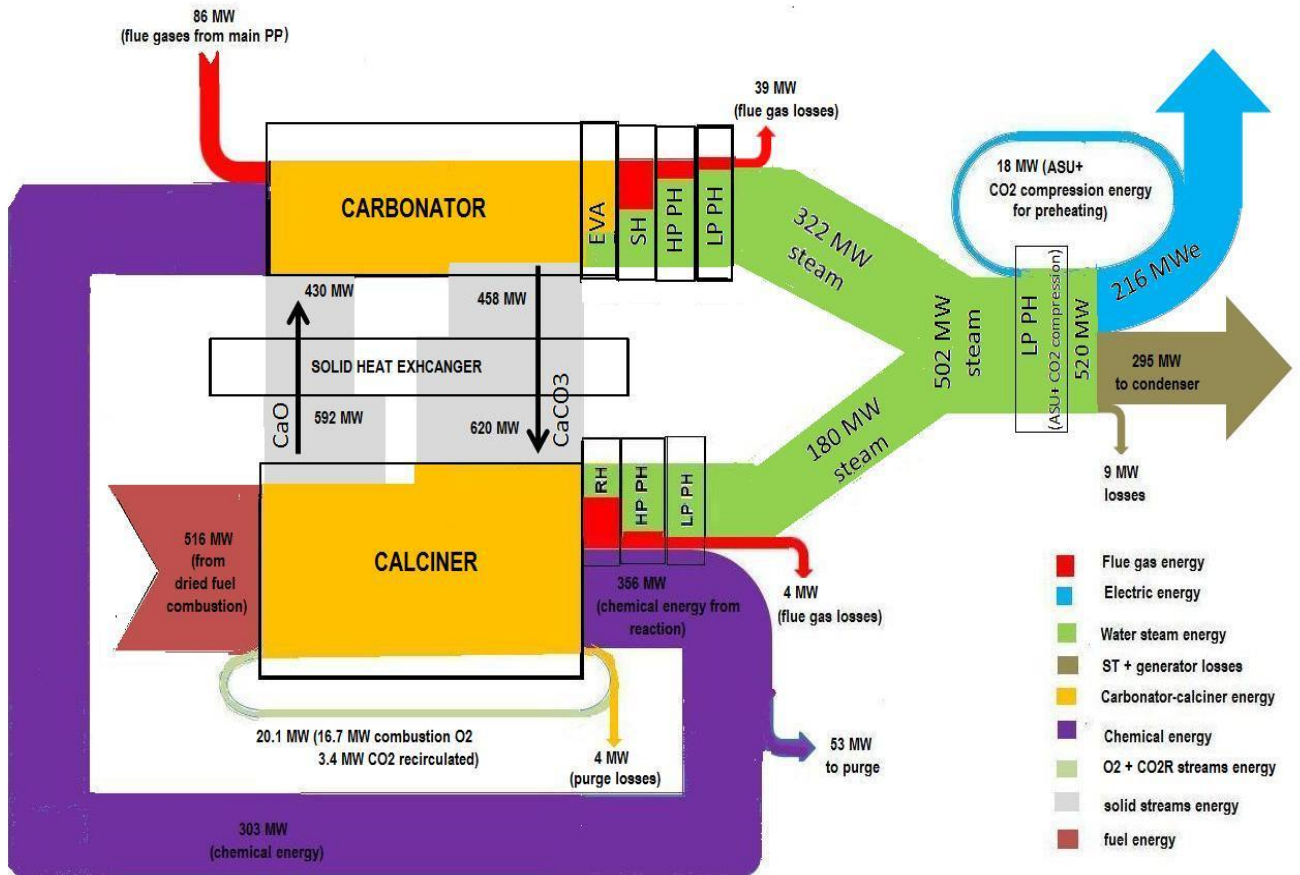 86 MW
(flue gases from main PP)
39 MW
(flue gas losses)
CARBONATOR
EVA
SH
HP PH
LP PH
18 MW (ASU+
CO2 compression energy
for preheating)
322 MW
steam
216 MWe
430 MW
458 MW
SOLID HEAT EXHCANGER
592 MW
620 MW
CaO
CaCO3
502 MW
steam
LP PH
(ASU+ CO2 compression)
520 MW
295 MW
to condenser
180 MW
steam
9 MW
losses
RH
HP PH
LP PH
516 MW
(from
dried fuel
combustion)
CALCINER
356 MW
(chemical energy from
reaction)
4 MW
(flue gas losses)
20.1 MW (16.7 MW combustion O2
3.4 MW CO2 recirculated)
4 MW
(purge losses)
53 MW
to purge
303 MW
(chemical energy)
Flue gas energy
Electric energy
Water steam energy
ST + generator losses
Carbonator-calciner energy
Chemical energy
O2 + CO2R streams energy
solid streams energy
fuel energy